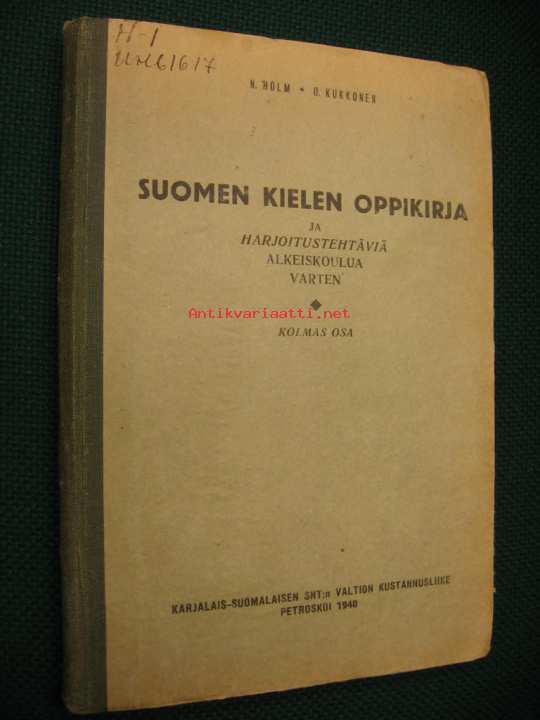 И-1
N. HOLM • O. KUKKONEN
SUOMEN KIELEN OPPIKIRJA
JA
HARJOITUSTEHTÄVIÄ
ALKEISKOULUA
VARTEN
Antikvariaatti.net
KOLMAS OSA
KARJALAIS-SUOMALAISEN SNT:n VALTION KUSTANNUSLIIKE
PETROSKOI 1940